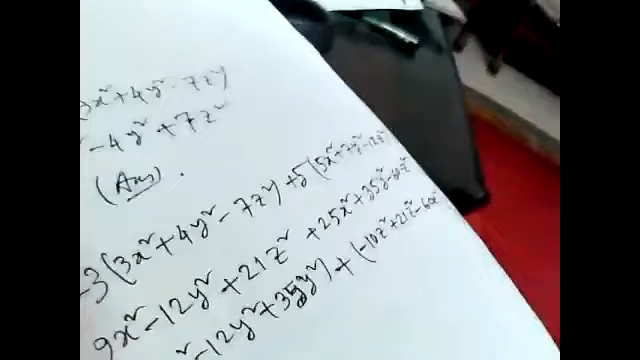 3x²+4y²-7z²)
-4y²+7z²
(Ans).
-3(3x²+4y²-7z²)+5(5x²+7y²-12z²)
9x²-12y²+21z²+25x²+35y²-60z²
²-12y²+35y²)+(-10z²+21z²-60z²